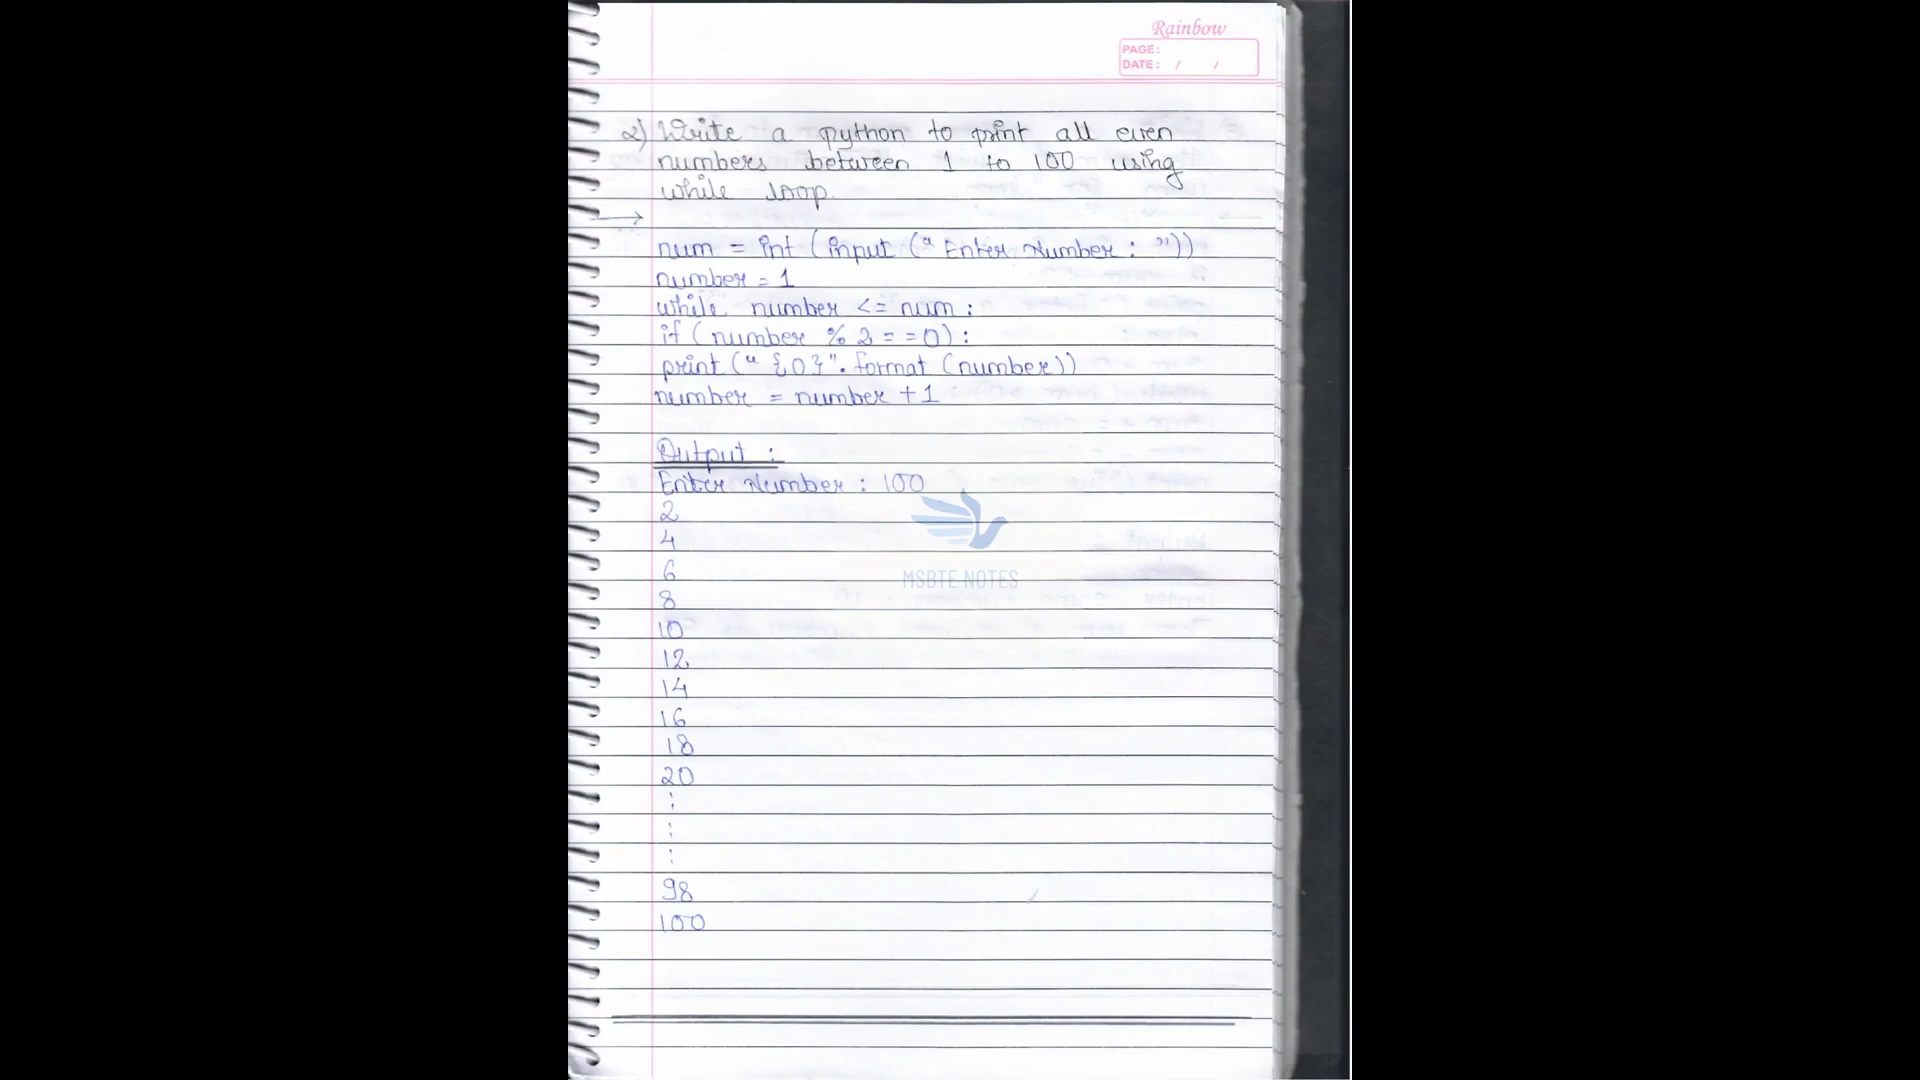 Rainbow
PAGE:
DATE: / /
2) Write a python to print all even
numbers between 1 to 100 using
while loop.
→
num = int (input (“ Enter Number : ”))
number = 1
while number <= num :
if ( number % 2 = = 0) :
print (“ {0} ”. format (number))
number = number + 1
Output :
Enter Number : 100
2
4
6
8
10
12
14
16
18
20
:
:
:
98
100
MSBTE NOTES